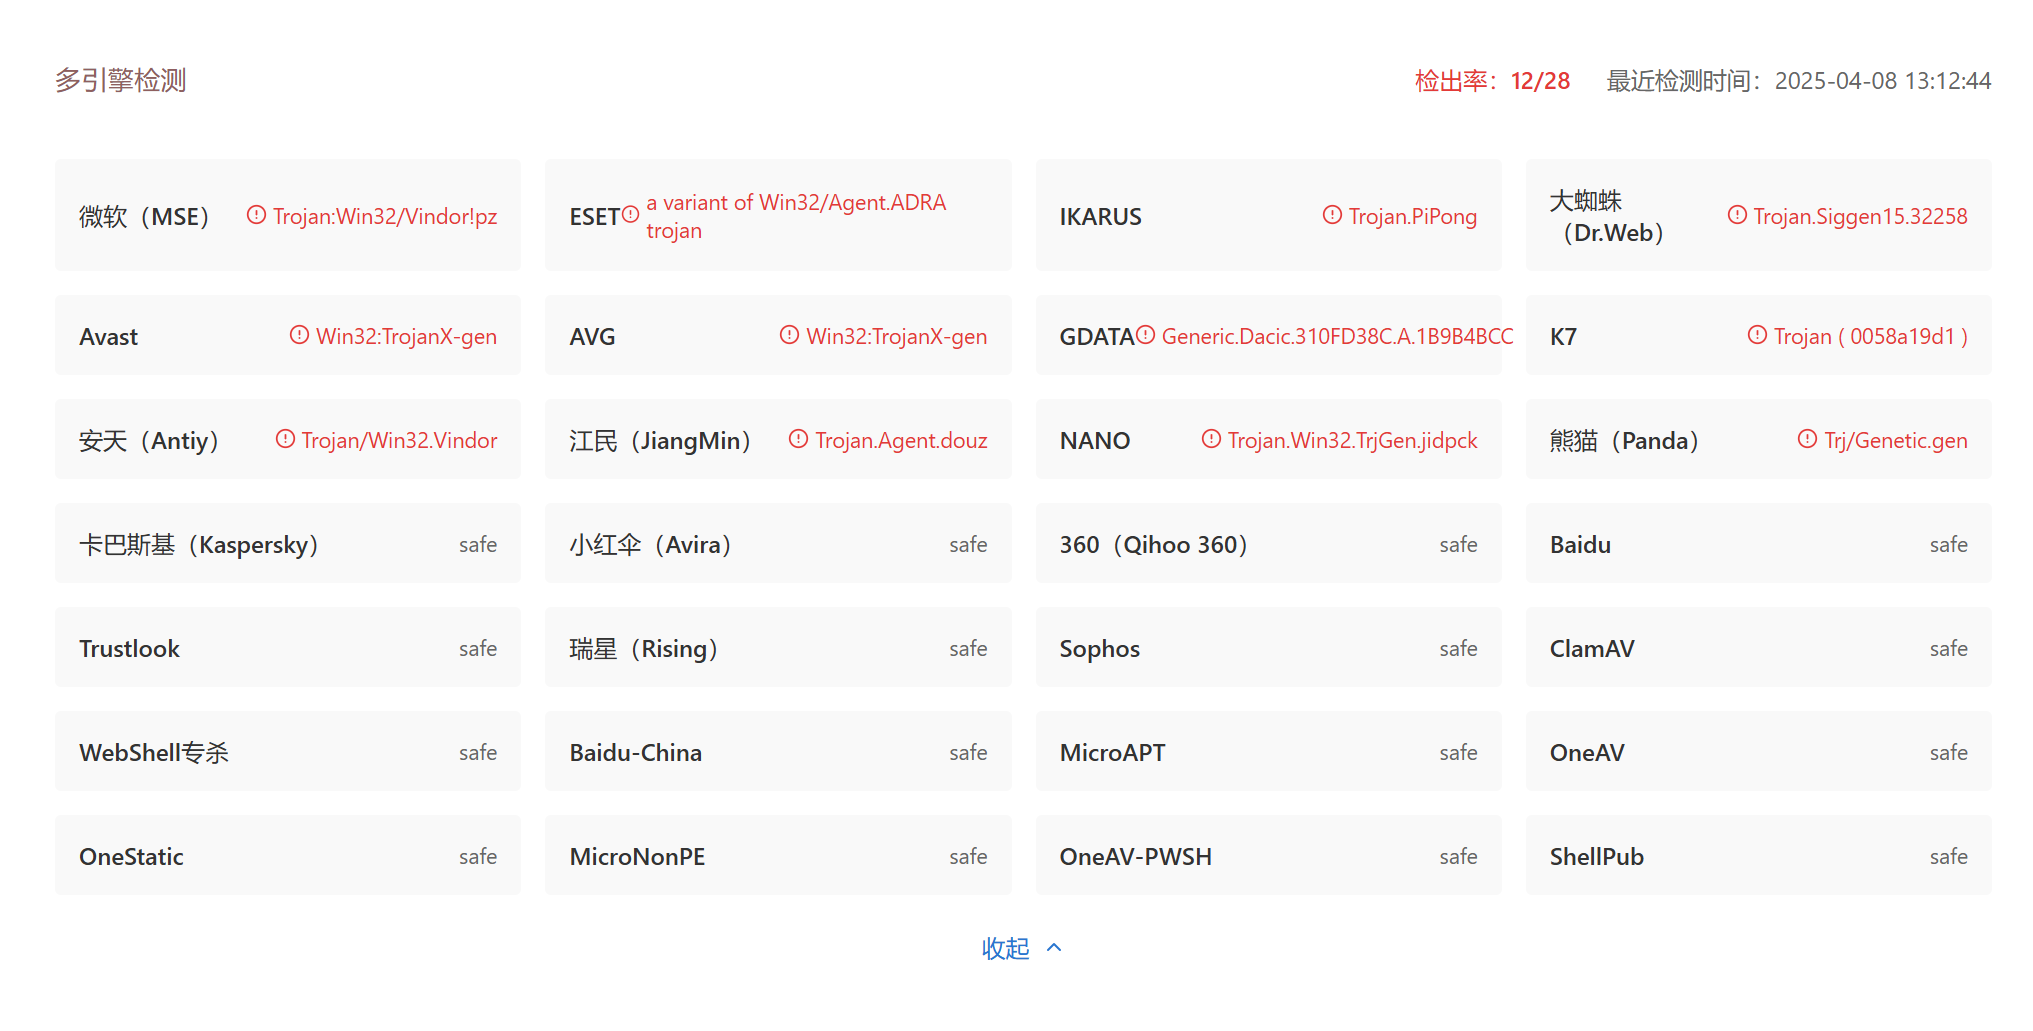 多引擎检测
检出率：12/28 最近检测时间：2025-04-08 13:12:44
微软（MSE） Trojan:Win32/Vindor!pz
ESET a variant of Win32/Agent.ADRA
trojan
IKARUS Trojan.PiPong
大蜘蛛
（Dr.Web） Trojan.Siggen15.32258
Avast Win32:TrojanX-gen
AVG Win32:TrojanX-gen
GDATA Generic.Dacic.310FD38C.A.1B9B4BCC
K7 Trojan ( 0058a19d1 )
安天（Antiy） Trojan/Win32.Vindor
江民（JiangMin） Trojan.Agent.douz
NANO Trojan.Win32.TrjGen.jidpck
熊猫（Panda） Trj/Genetic.gen
卡巴斯基（Kaspersky） safe
小红伞（Avira） safe
360（Qihoo 360） safe
Baidu safe
Trustlook safe
瑞星（Rising） safe
Sophos safe
ClamAV safe
WebShell专杀 safe
Baidu-China safe
MicroAPT safe
OneAV safe
OneStatic safe
MicroNonPE safe
OneAV-PWSH safe
ShellPub safe
收起